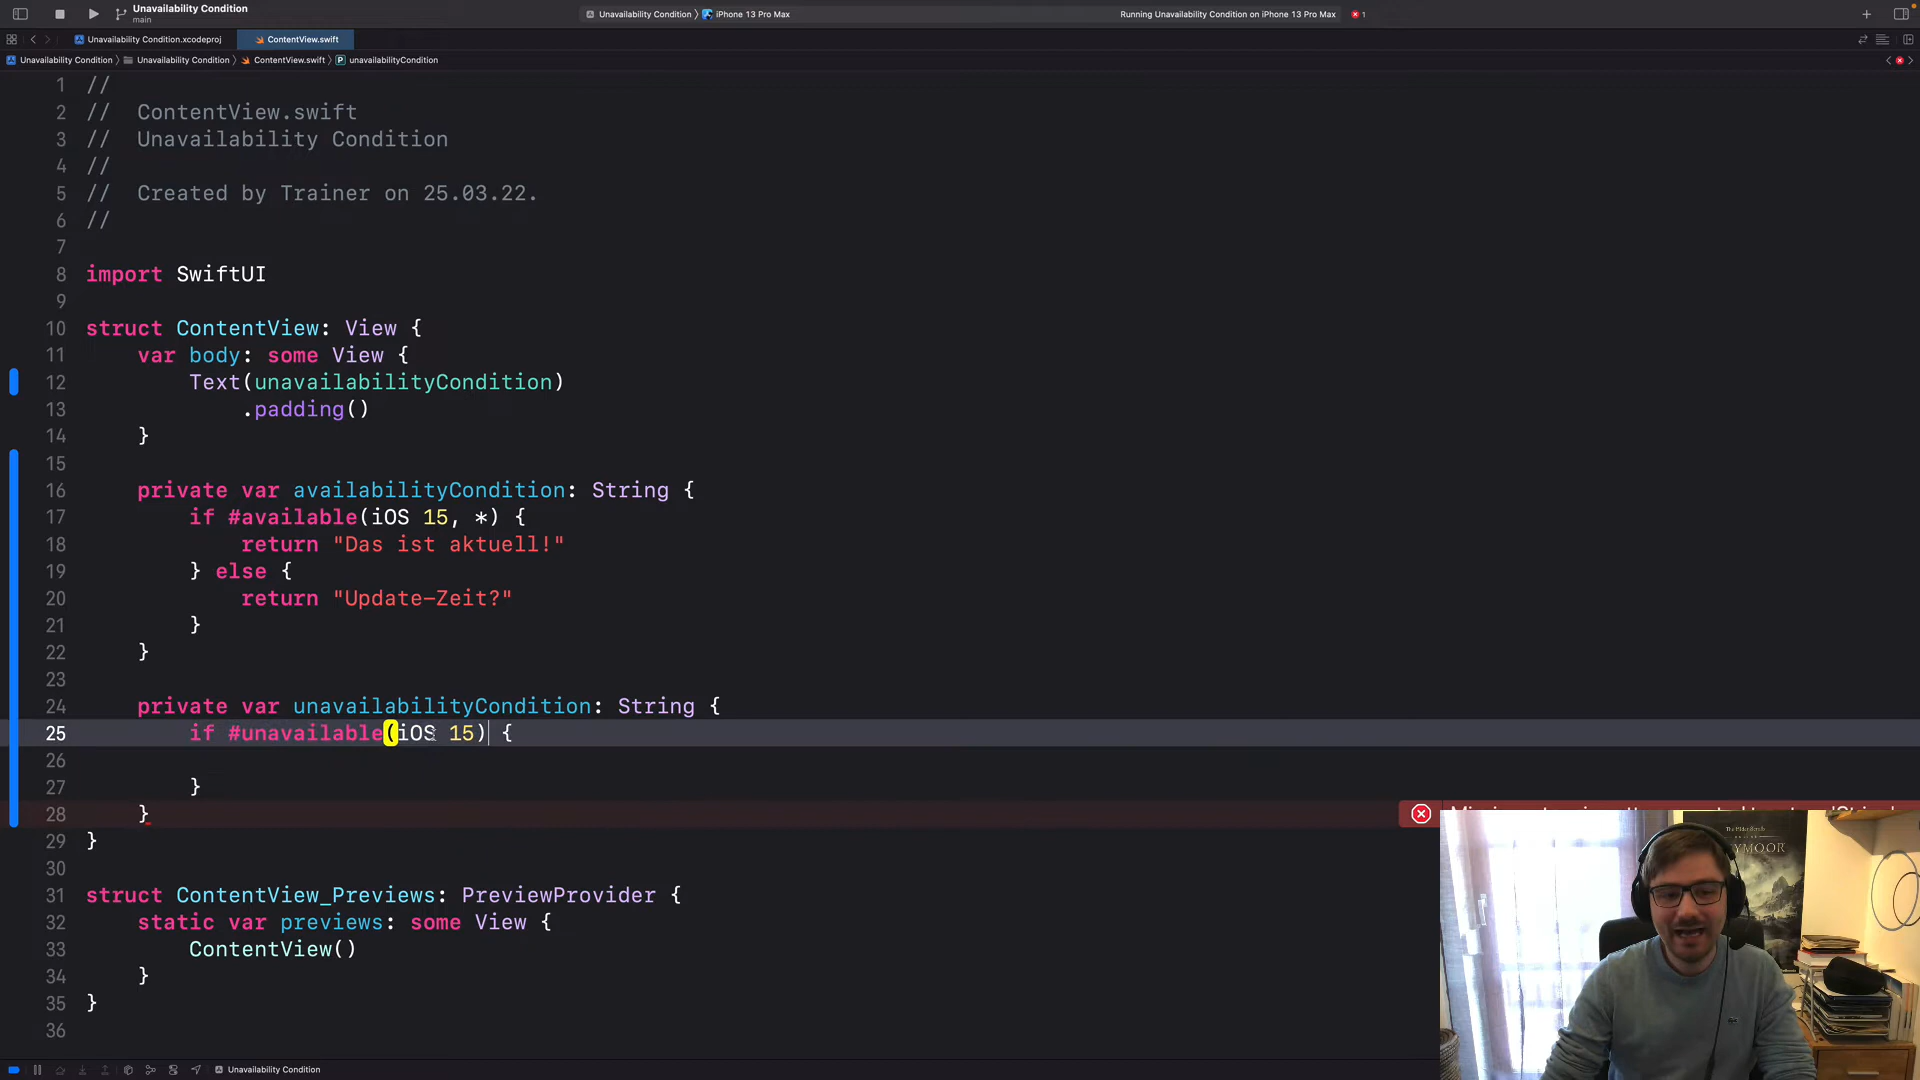 Unavailability Condition
main
Unavailability Condition
iPhone 13 Pro Max
Running Unavailability Condition on iPhone 13 Pro Max
1
Unavailability Condition.xcodeproj
ContentView.swift
Unavailability Condition
Unavailability Condition
ContentView.swift
P unavailabilityCondition
1 //
2 //  ContentView.swift
3 //  Unavailability Condition
4 //
5 //  Created by Trainer on 25.03.22.
6 //
7
8 import SwiftUI
9
10 struct ContentView: View {
11     var body: some View {
12         Text(unavailabilityCondition)
13             .padding()
14     }
15
16     private var availabilityCondition: String {
17         if #available(iOS 15, *) {
18             return "Das ist aktuell!"
19         } else {
20             return "Update-Zeit?"
21         }
22     }
23
24     private var unavailabilityCondition: String {
25         if #unavailable(iOS 15) {
26
27         }
28     }
29 }
30
31 struct ContentView_Previews: PreviewProvider {
32     static var previews: some View {
33         ContentView()
34     }
35 }
36
The Elder Scrolls
YMOOR
Unavailability Condition